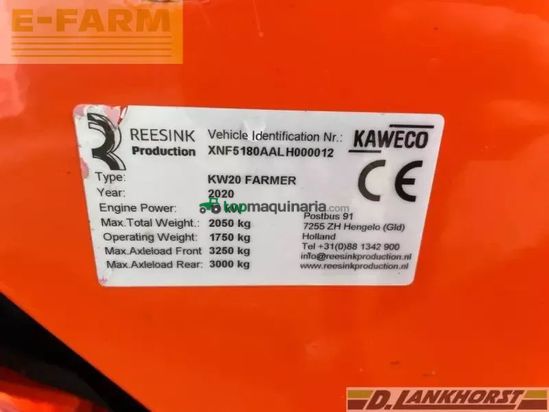 E-FARM
REESINK
Production
Vehicle Identification Nr.:
XNF5180AALH000012
KAWECO
CE
Type: KW20 FARMER
Year: 2020
Engine Power: kW
topmaquinaria.com
Max.Total Weight.: 2050 kg
Operating Weight: 1750 kg
Max.Axleload Front 3250 kg
Max.Axleload Rear: 3000 kg
Postbus 91
7255 ZH Hengelo (Gld)
Holland
Tel +31(0)88 1342 900
info@reesinkproduction.nl
www.reesinkproduction.nl
D.LANKHORST